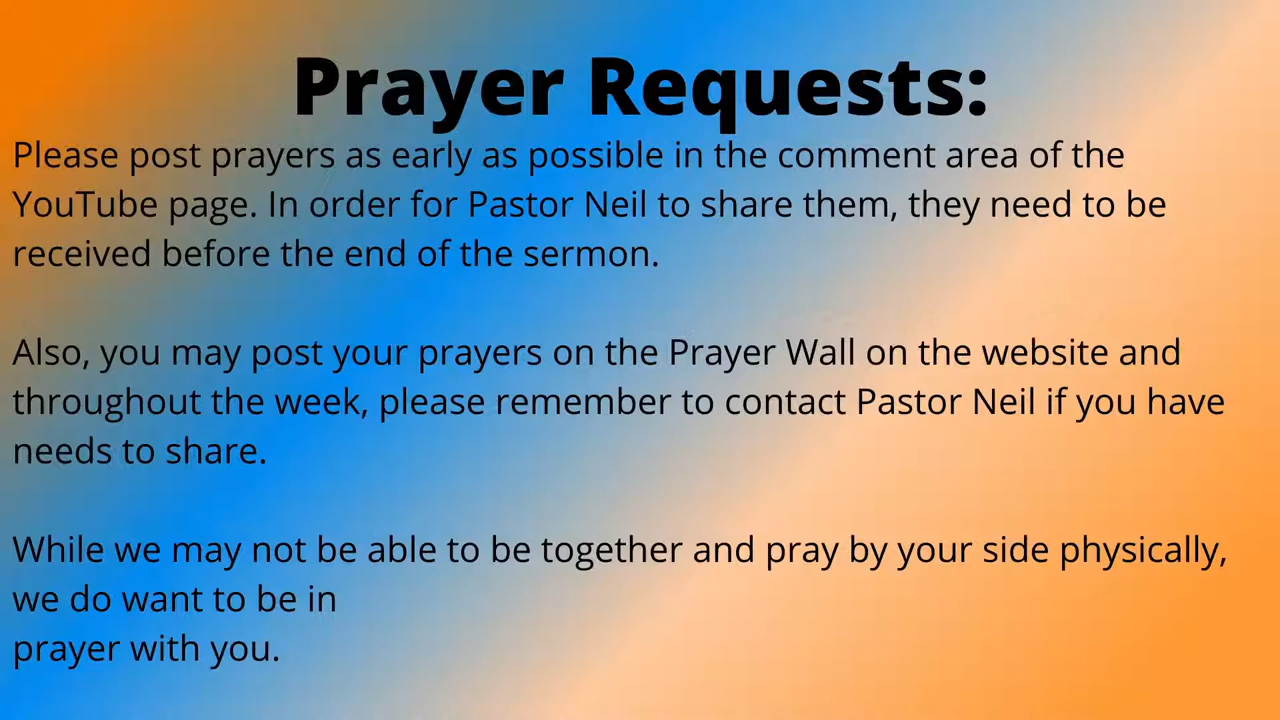 Prayer Requests:
Please post prayers as early as possible in the comment area of the
YouTube page. In order for Pastor Neil to share them, they need to be
received before the end of the sermon.
Also, you may post your prayers on the Prayer Wall on the website and
throughout the week, please remember to contact Pastor Neil if you have
needs to share.
While we may not be able to be together and pray by your side physically,
we do want to be in
prayer with you.